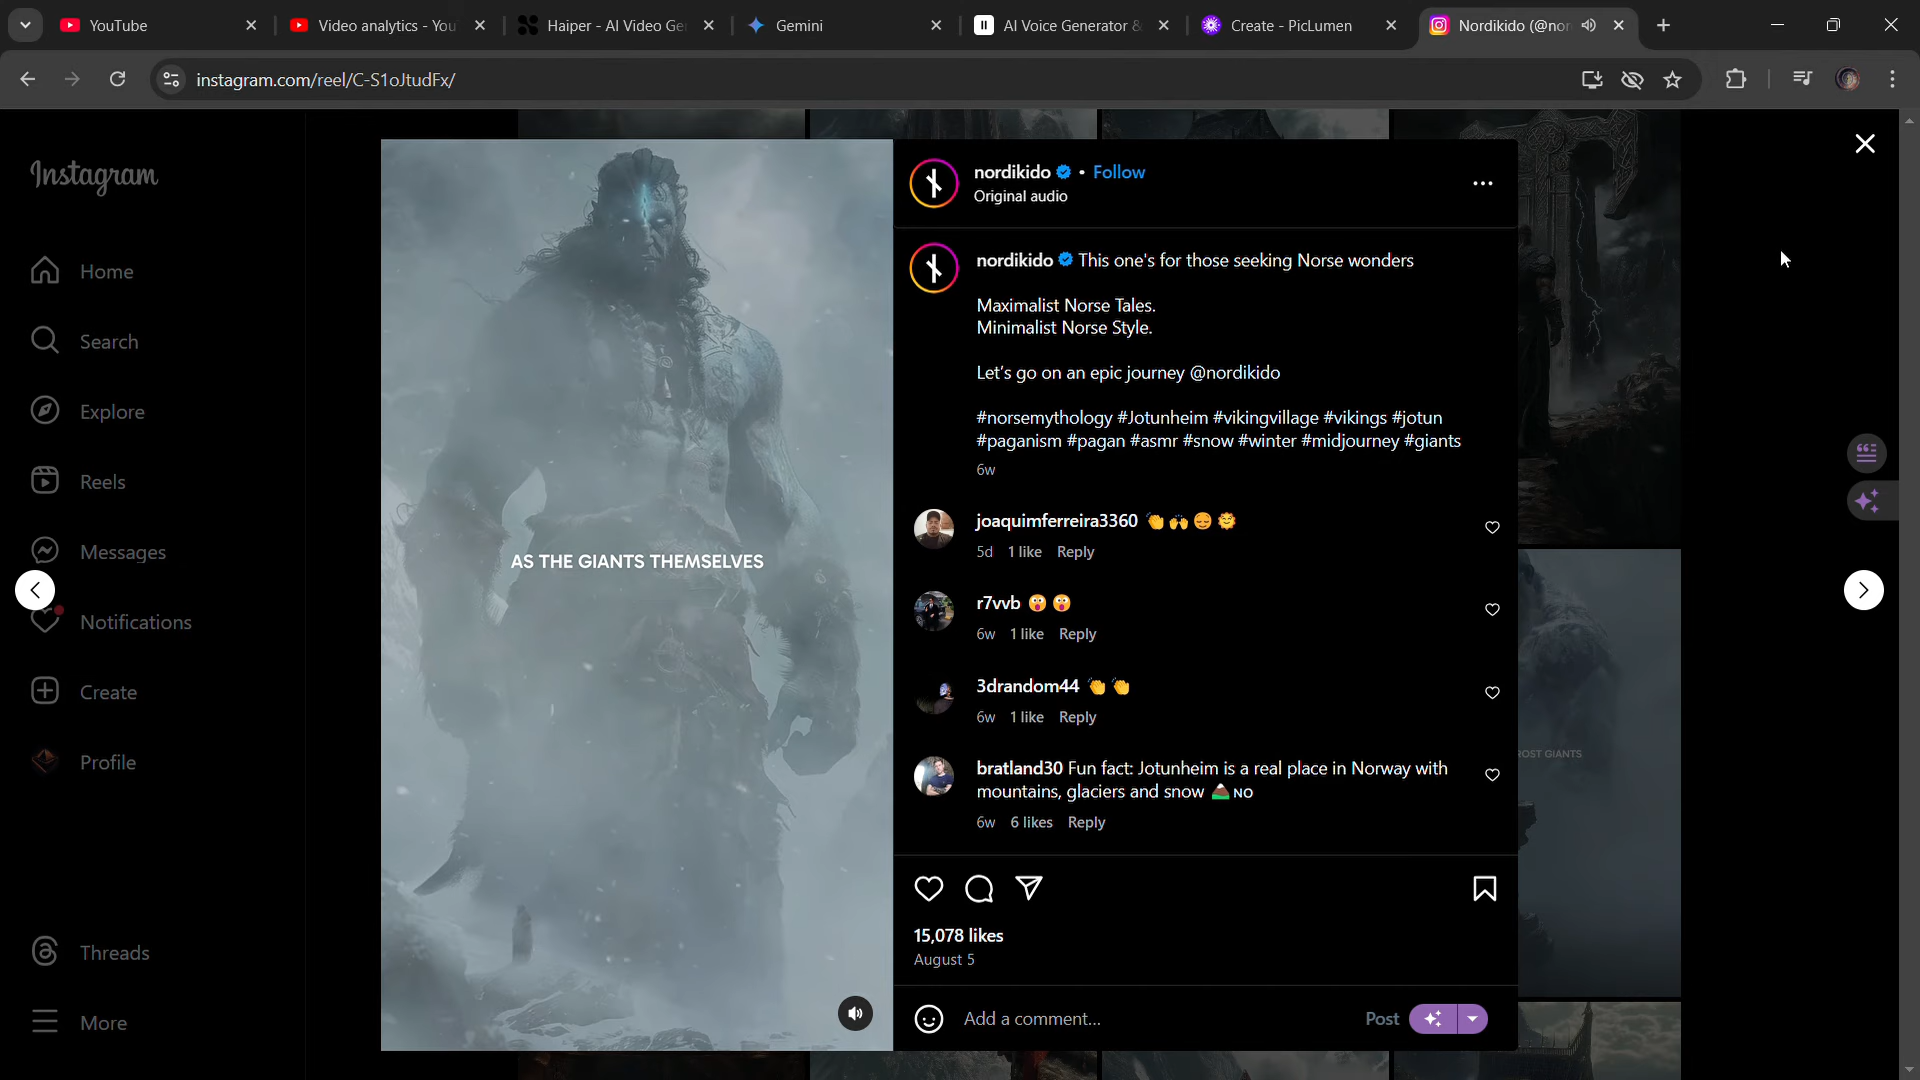 YouTube
Video analytics - You
Haiper - AI Video Ge
Gemini
AI Voice Generator &
Create - PicLumen
Nordikido (@nor
instagram.com/reel/C-S1oJtudFx/
Instagram
Home
Search
Explore
Reels
Messages
Notifications
Create
Profile
Threads
More
AS THE GIANTS THEMSELVES
nordikido • Follow
Original audio
nordikido This one's for those seeking Norse wonders
Maximalist Norse Tales.
Minimalist Norse Style.
Let's go on an epic journey @nordikido
#norsemythology #Jotunheim #vikingvillage #vikings #jotun
#paganism #pagan #asmr #snow #winter #midjourney #giants
6w
joaquimferreira3360 👏🙌😌🌞
5d 1 like Reply
r7vvb 😲😲
6w 1 like Reply
3drandom44 👏👏
6w 1 like Reply
bratland30 Fun fact: Jotunheim is a real place in Norway with
mountains, glaciers and snow 🏔️ NO
6w 6 likes Reply
15,078 likes
August 5
Add a comment...
Post
ROST GIANTS